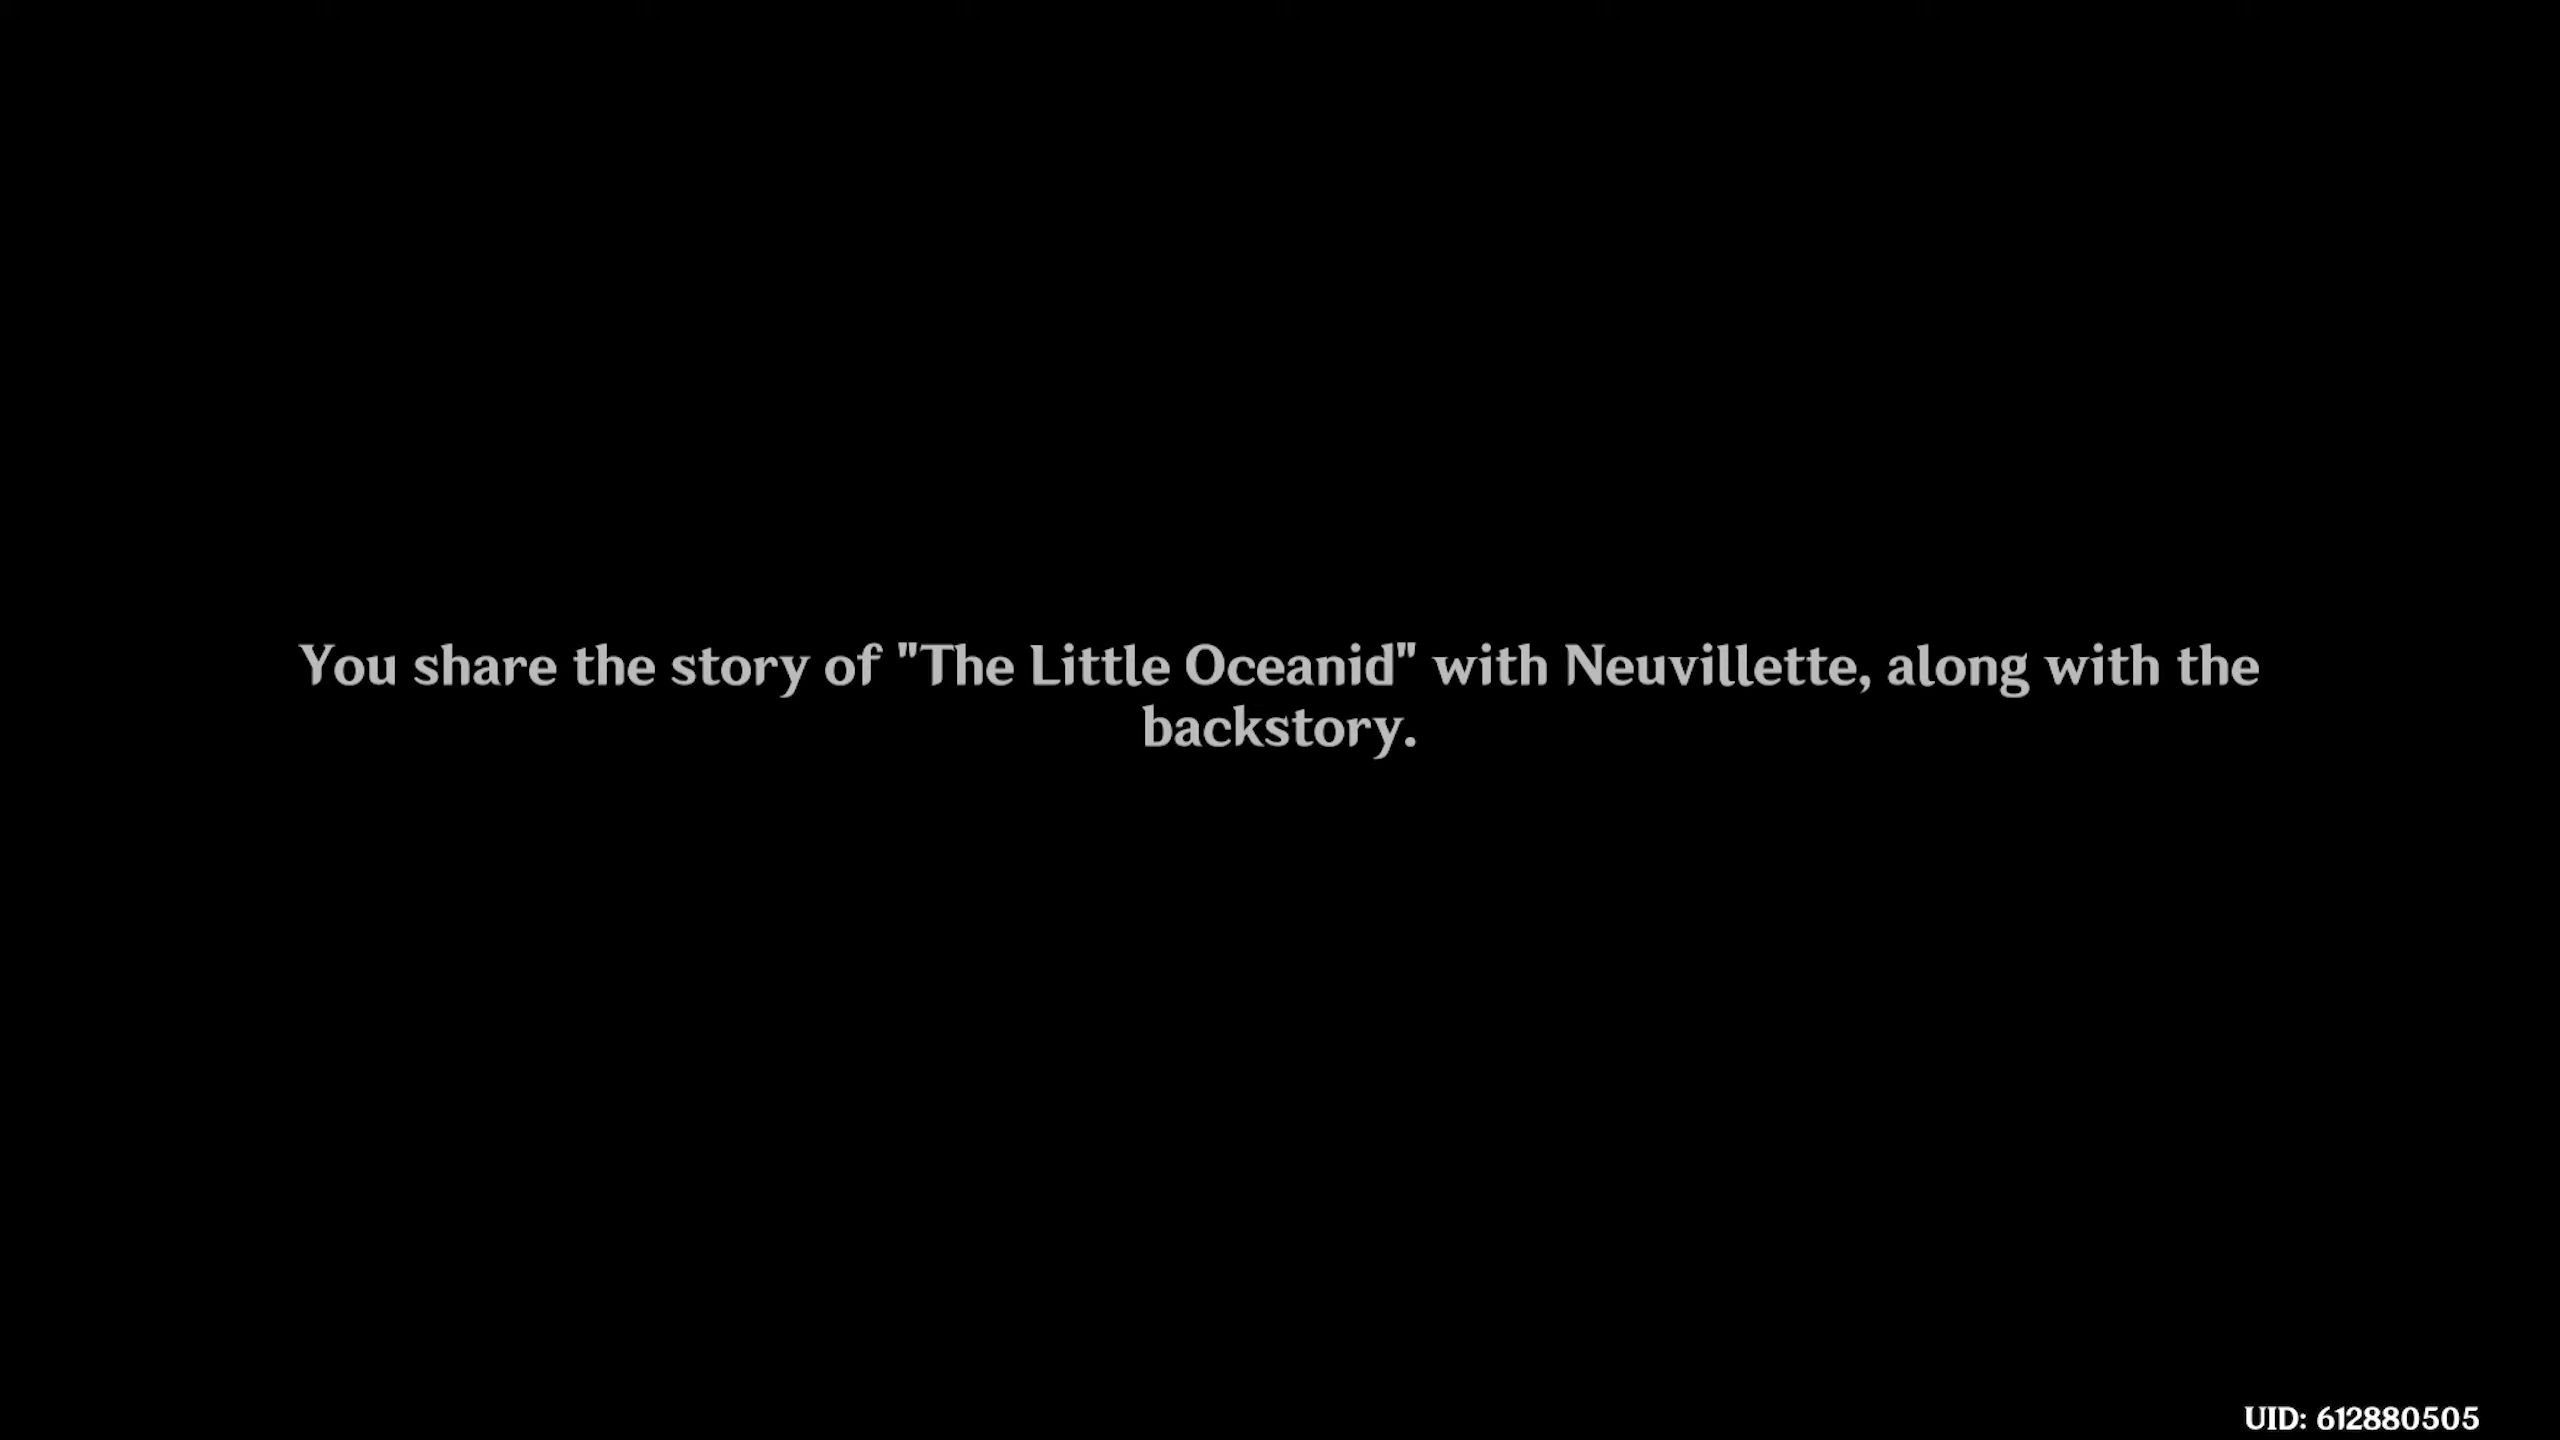 You share the story of "The Little Oceanid" with Neuvillette, along with the
backstory.
UID: 612880505